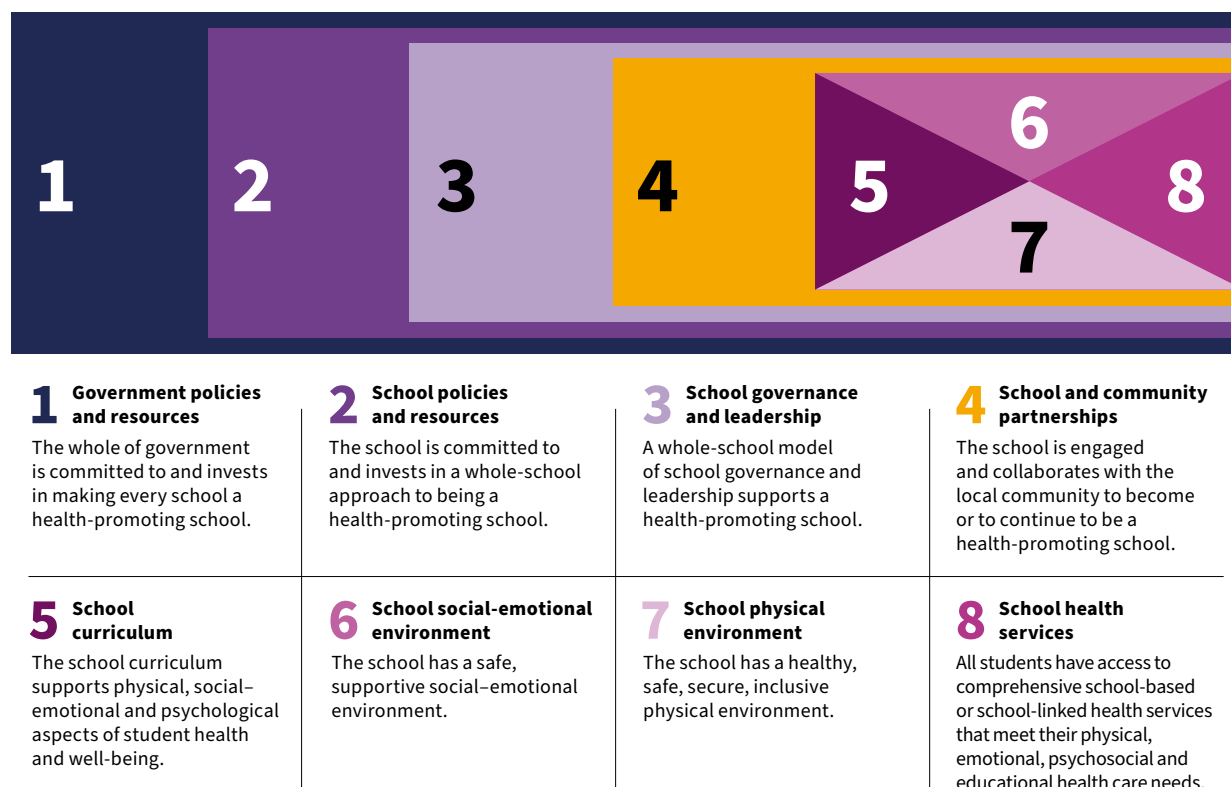 1 2 3 4 5 6 7 8
1 Government policies
and resources
The whole of government
is committed to and invests
in making every school a
health-promoting school.
2 School policies
and resources
The school is committed to
and invests in a whole-school
approach to being a
health-promoting school.
3 School governance
and leadership
A whole-school model
of school governance and
leadership supports a
health-promoting school.
4 School and community
partnerships
The school is engaged
and collaborates with the
local community to become
or to continue to be a
health-promoting school.
5 School
curriculum
The school curriculum
supports physical, social–
emotional and psychological
aspects of student health
and well-being.
6 School social-emotional
environment
The school has a safe,
supportive social–emotional
environment.
7 School physical
environment
The school has a healthy,
safe, secure, inclusive
physical environment.
8 School health
services
All students have access to
comprehensive school-based
or school-linked health services
that meet their physical,
emotional, psychosocial and
educational health care needs.